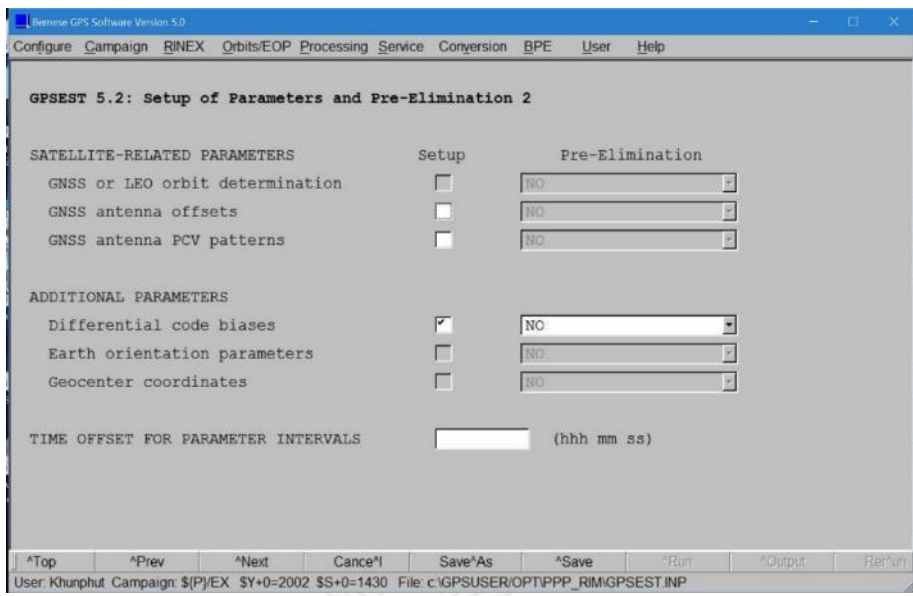 Bernese GPS Software Version 5.0
Configure Campaign RINEX Orbits/EOP Processing Service Conversion BPE User Help
GPSEST 5.2: Setup of Parameters and Pre-Elimination 2
SATELLITE-RELATED PARAMETERS Setup Pre-Elimination
GNSS or LEO orbit determination NO
GNSS antenna offsets NO
GNSS antenna PCV patterns NO
ADDITIONAL PARAMETERS
Differential code biases NO
Earth orientation parameters NO
Geocenter coordinates NO
TIME OFFSET FOR PARAMETER INTERVALS (hhh mm ss)
^Top ^Prev ^Next Cance^l Save^As ^Save ^Run ^Output Rer^un
User: Khunphut Campaign: ${P}/EX $Y+0=2002 $S+0=1430 File: c:\GPSUSER/OPT\PPP_RIM\GPSEST.INP